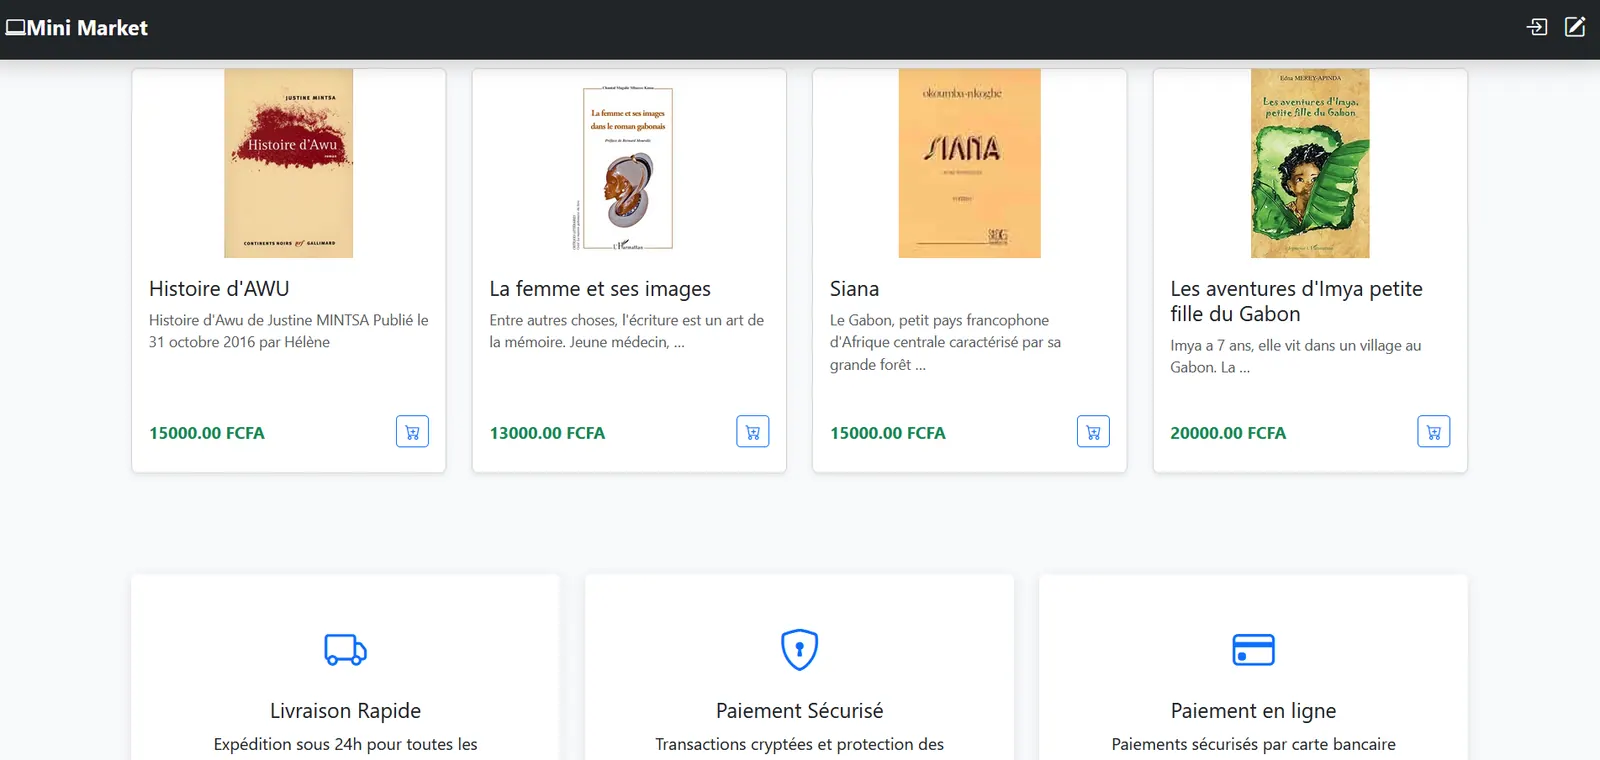 Mini Market
JUSTINE MINTSA
Histoire d'Awu
roman
CONTINENTS NOIRS nrf GALLIMARD
La femme et ses images
dans le roman gabonais
L'Harmattan
okoumba-nkoghe
SIANA
Edna MEREY-APINDA
Les aventures d'Imya,
petite fille du Gabon
Histoire d'AWU
Histoire d'Awu de Justine MINTSA Publié le
31 octobre 2016 par Hélène
15000.00 FCFA
La femme et ses images
Entre autres choses, l'écriture est un art de
la mémoire. Jeune médecin, ...
13000.00 FCFA
Siana
Le Gabon, petit pays francophone
d'Afrique centrale caractérisé par sa
grande forêt ...
15000.00 FCFA
Les aventures d'Imya petite
fille du Gabon
Imya a 7 ans, elle vit dans un village au
Gabon. La ...
20000.00 FCFA
Livraison Rapide
Expédition sous 24h pour toutes les
Paiement Sécurisé
Transactions cryptées et protection des
Paiement en ligne
Paiements sécurisés par carte bancaire